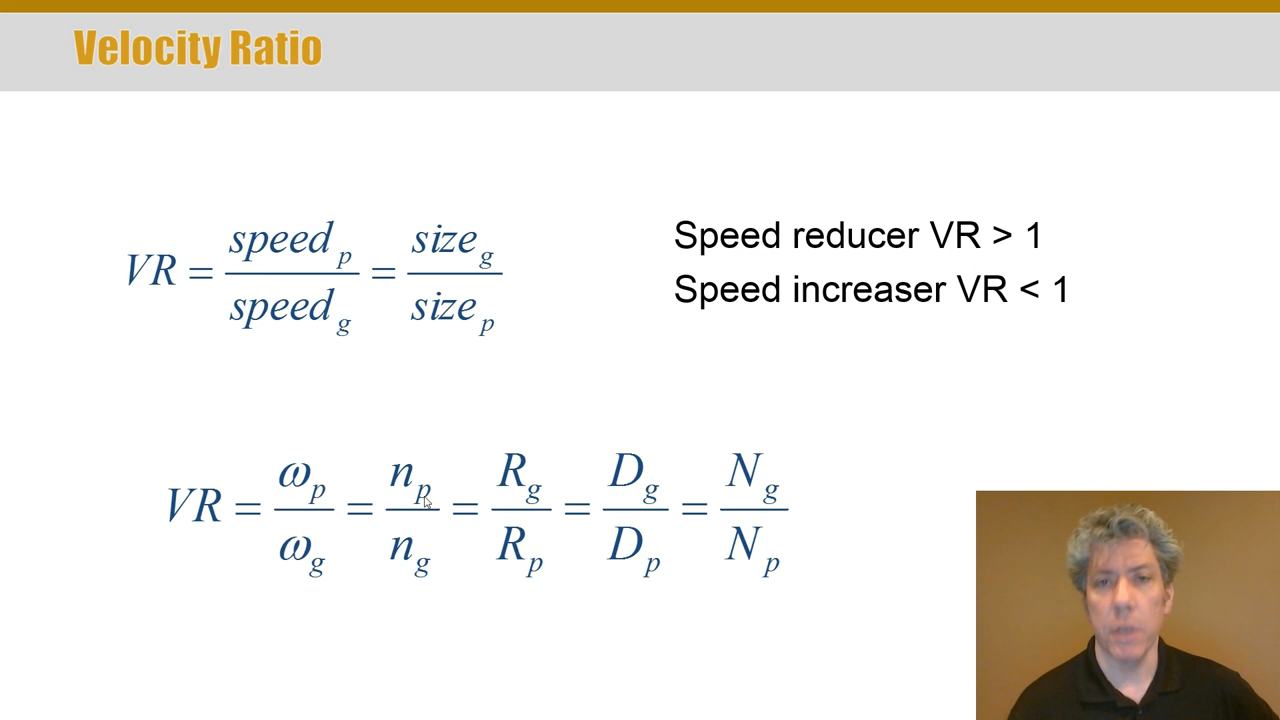 Velocity Ratio
VR = speed_p / speed_g = size_g / size_p
Speed reducer VR > 1
Speed increaser VR < 1
VR = ω_p / ω_g = n_p / n_g = R_g / R_p = D_g / D_p = N_g / N_p